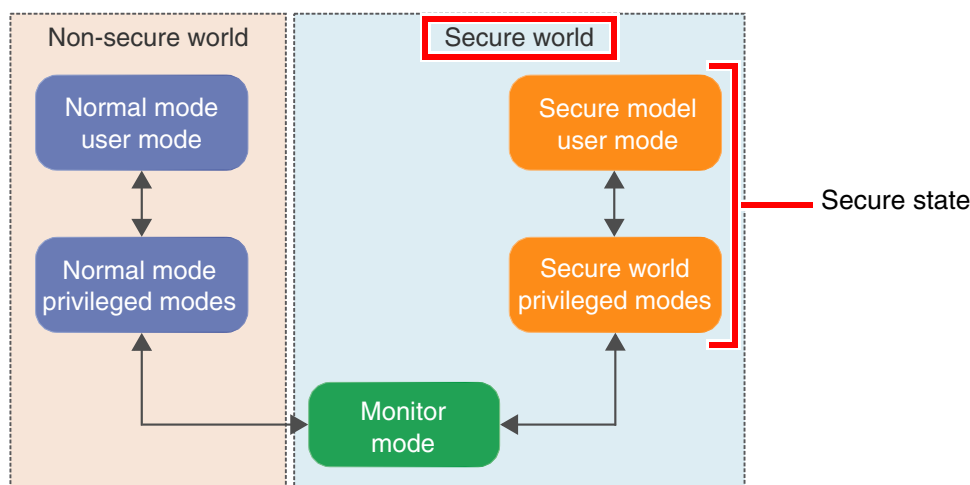 Non-secure world
Secure world
Normal mode
user mode
Secure model
user mode
Secure state
Normal mode
privileged modes
Secure world
privileged modes
Monitor
mode